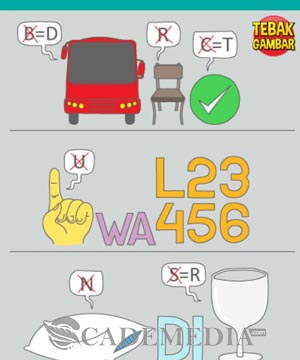 B=D
R
C=T
TEBAK
GAMBAR
U
WA
L23
456
N
S=R
DI
CADEMEDIA
.com